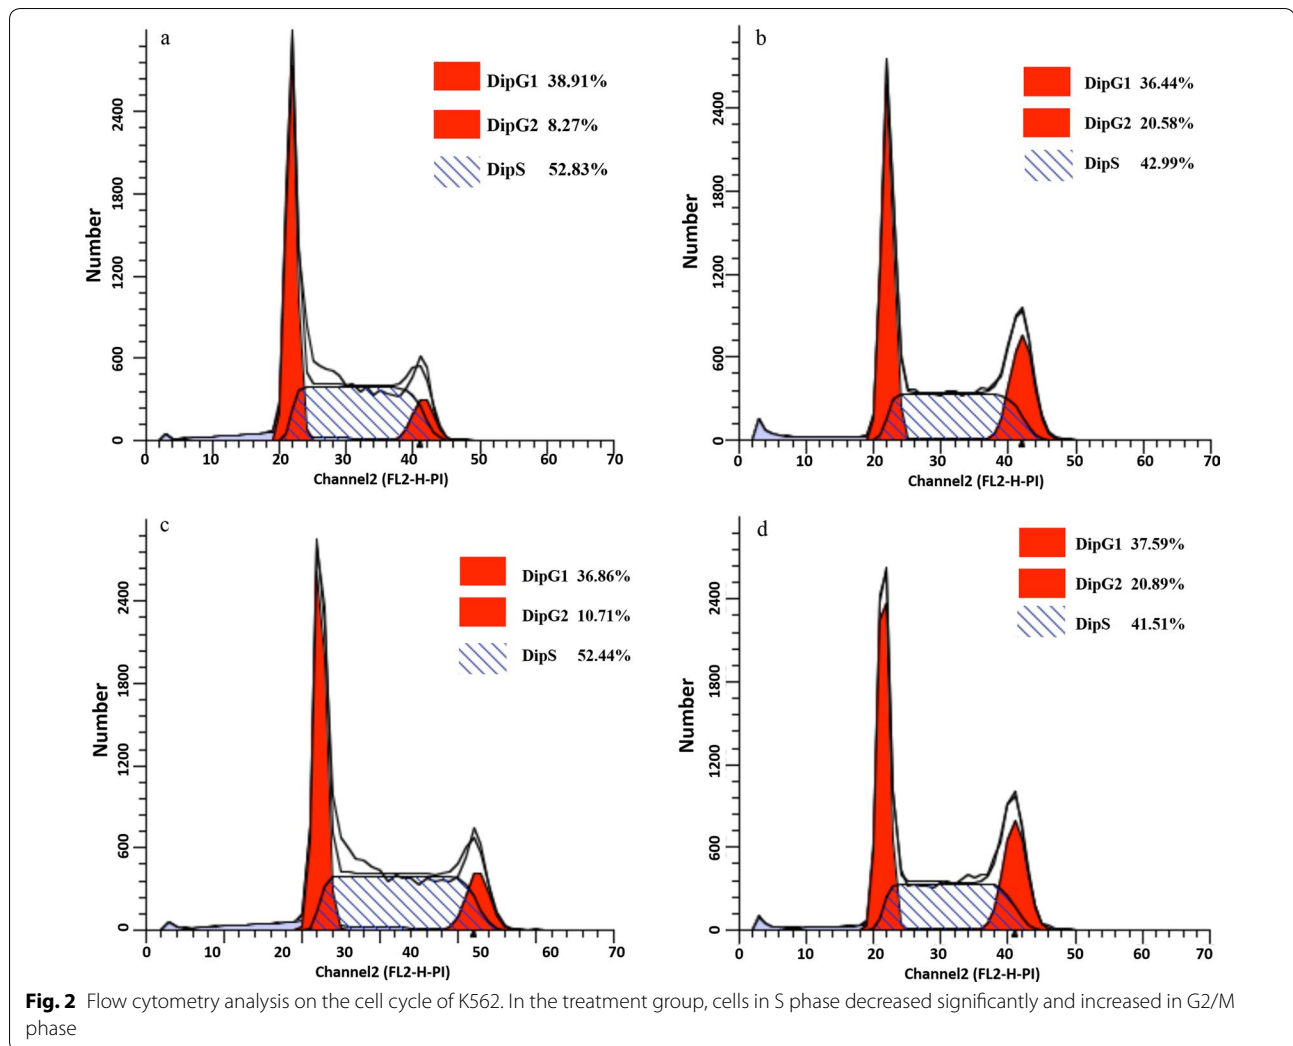 a
DipG1 38.91%
DipG2 8.27%
DipS 52.83%
Number
2400
1800
1200
600
0
0 10 20 30 40 50 60 70
Channel2 (FL2-H-PI)
b
DipG1 36.44%
DipG2 20.58%
DipS 42.99%
Number
2400
1800
1200
600
0
0 10 20 30 40 50 60 70
Channel2 (FL2-H-PI)
c
DipG1 36.86%
DipG2 10.71%
DipS 52.44%
Number
2400
1800
1200
600
0
0 10 20 30 40 50 60 70
Channel2 (FL2-H-PI)
d
DipG1 37.59%
DipG2 20.89%
DipS 41.51%
Number
2400
1800
1200
600
0
0 10 20 30 40 50 60 70
Channel2 (FL2-H-PI)
Fig. 2 Flow cytometry analysis on the cell cycle of K562. In the treatment group, cells in S phase decreased significantly and increased in G2/M
phase